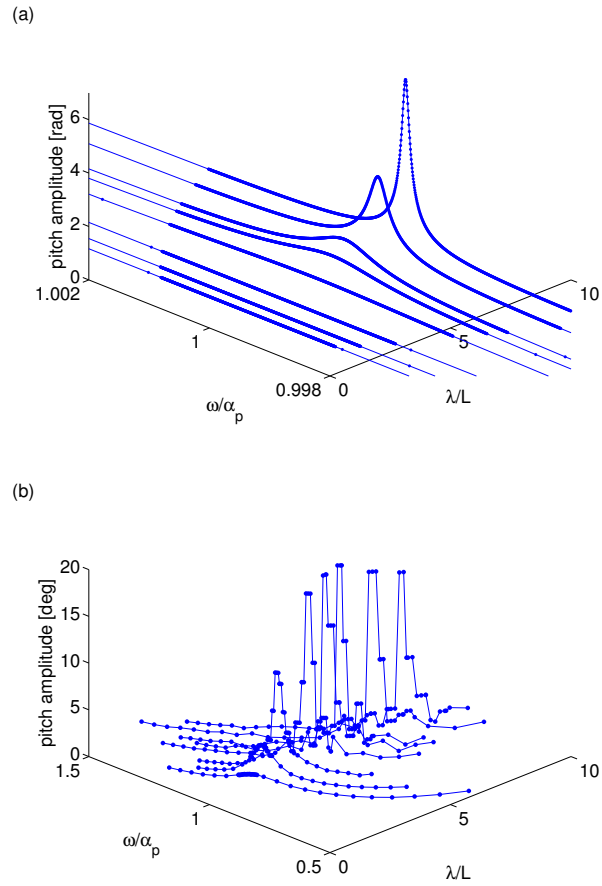 (a)
pitch amplitude [rad]
6
4
2
0
1.002
1
0.998
ω/α_p
0
5
10
λ/L
(b)
pitch amplitude [deg]
20
15
10
5
0
1.5
1
0.5
ω/α_p
0
5
10
λ/L